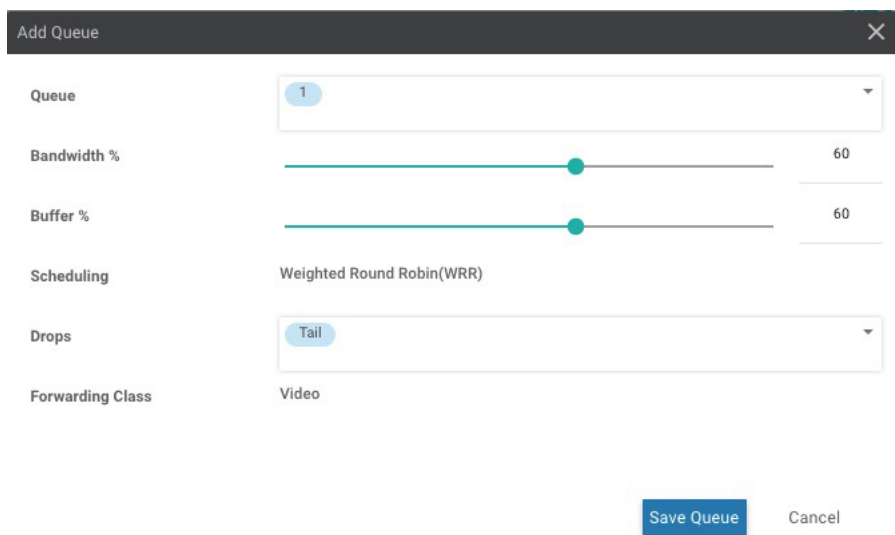 Add Queue
Queue 1
Bandwidth % 60
Buffer % 60
Scheduling Weighted Round Robin(WRR)
Drops Tail
Forwarding Class Video
Save Queue Cancel